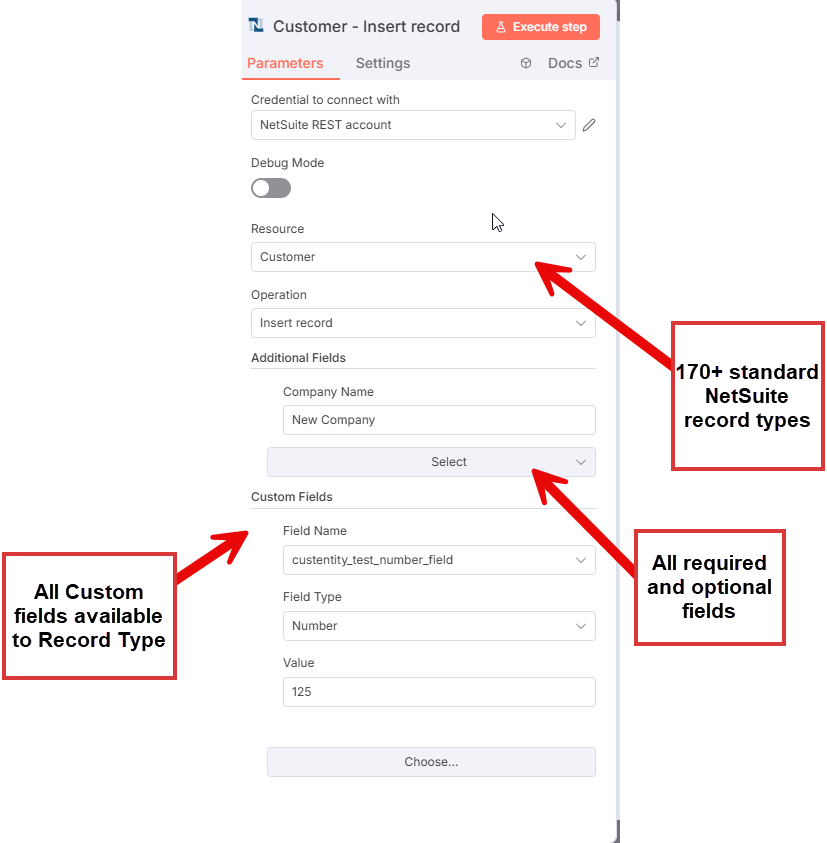 Customer - Insert record
Execute step
Parameters
Settings
Docs
Credential to connect with
NetSuite REST account
Debug Mode
Resource
Customer
Operation
Insert record
170+ standard
NetSuite
record types
Additional Fields
Company Name
New Company
Select
Custom Fields
Field Name
custentity_test_number_field
All required
and optional
fields
All Custom
fields available
to Record Type
Field Type
Number
Value
125
Choose...